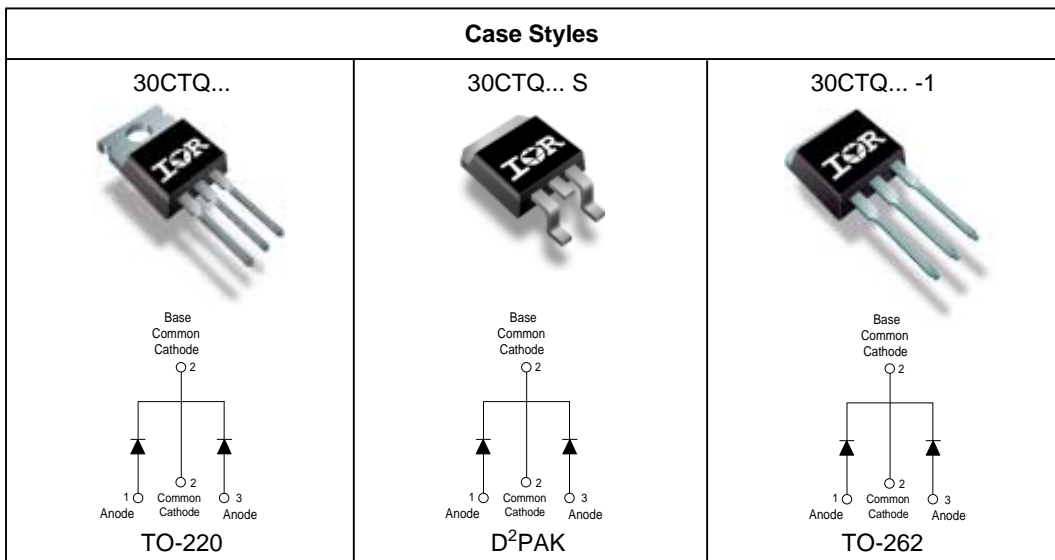 Case Styles
30CTQ...
30CTQ... S
30CTQ... -1
IOR
IOR
IOR
Base
Common
Cathode
2
1
Anode
2
Common
Cathode
3
Anode
TO-220
Base
Common
Cathode
2
1
Anode
2
Common
Cathode
3
Anode
D²PAK
Base
Common
Cathode
2
1
Anode
2
Common
Cathode
3
Anode
TO-262